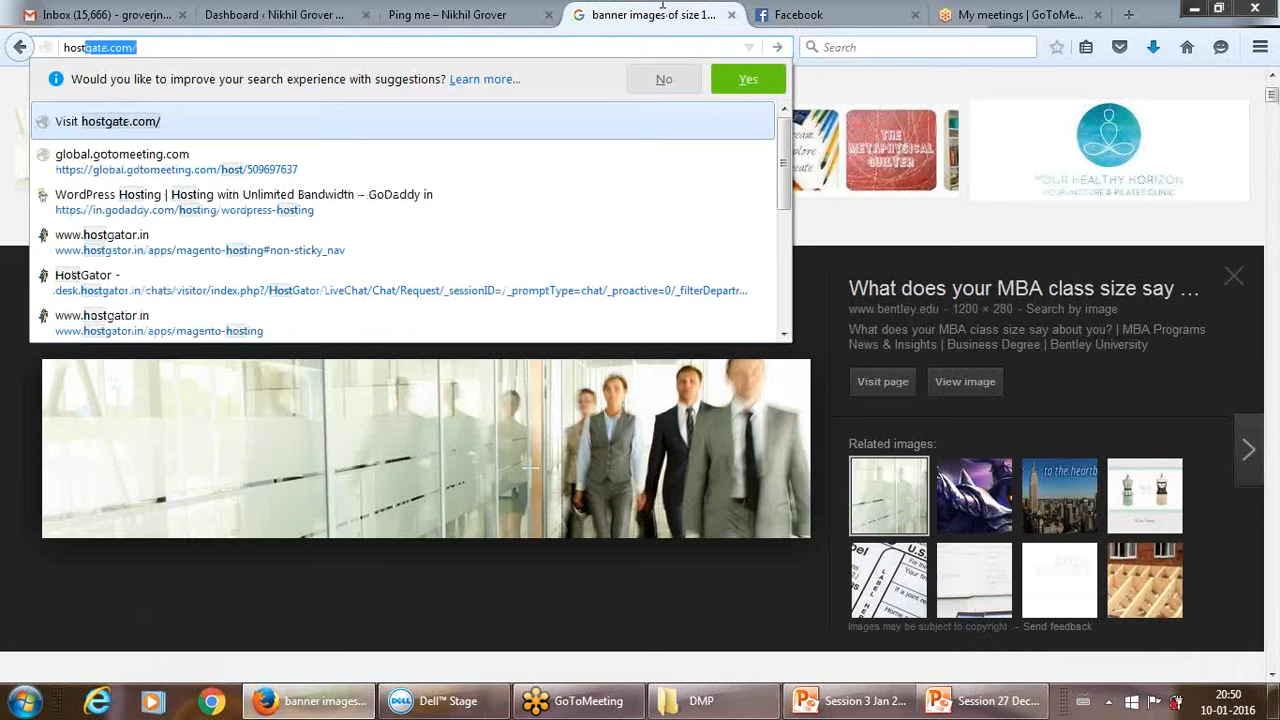 Inbox (15,666) - groverjn...
Dashboard ‹ Nikhil Grover ...
Ping me – Nikhil Grover
banner images of size 1...
Facebook
My meetings | GoToMe...
hostgate.com/
Search
Would you like to improve your search experience with suggestions? Learn more...
No
Yes
Visit hostgate.com/
global.gotomeeting.com
https://global.gotomeeting.com/host/509697637
WordPress Hosting | Hosting with Unlimited Bandwidth – GoDaddy in
https://in.godaddy.com/hosting/wordpress-hosting
www.hostgator.in
www.hostgator.in/apps/magento-hosting#non-sticky_nav
HostGator -
desk.hostgator.in/chats/visitor/index.php?/HostGator/LiveChat/Chat/Request/_sessionID=/_promptType=chat/_proactive=0/_filterDepartr...
www.hostgator.in
www.hostgator.in/apps/magento-hosting
THE
METAPHYSICAL
QUILTER
YOUR HEALTHY HORIZON
ACUPUNCTURE & PILATES CLINIC
What does your MBA class size say ...
www.bentley.edu - 1200 × 280 - Search by image
What does your MBA class size say about you? | MBA Programs
News & Insights | Business Degree | Bentley University
Visit page
View image
Related images:
to the heartb
Images may be subject to copyright. – Send feedback
banner images...
Dell™ Stage
GoToMeeting
DMP
Session 3 Jan 2...
Session 27 Dec...
20:50
10-01-2016